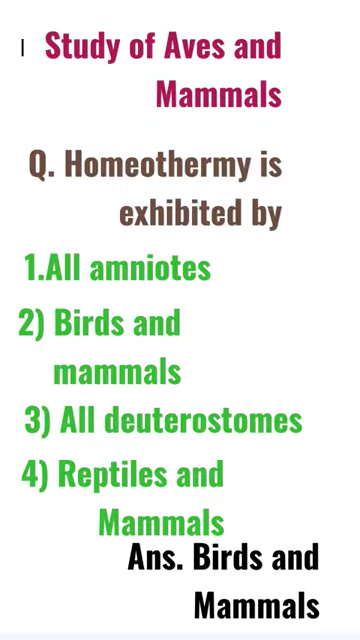 Study of Aves and
Mammals
Q. Homeothermy is
exhibited by
1.All amniotes
2) Birds and
mammals
3) All deuterostomes
4) Reptiles and
Mammals
Ans. Birds and
Mammals